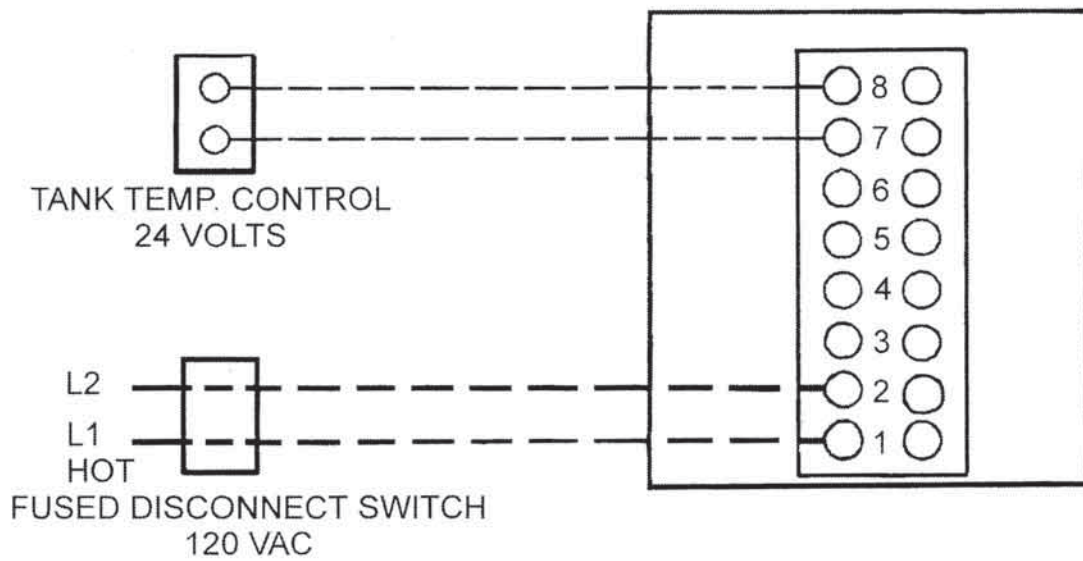 8
7
TANK TEMP. CONTROL
24 VOLTS
6
5
4
3
L2
2
L1
HOT
1
FUSED DISCONNECT SWITCH
120 VAC